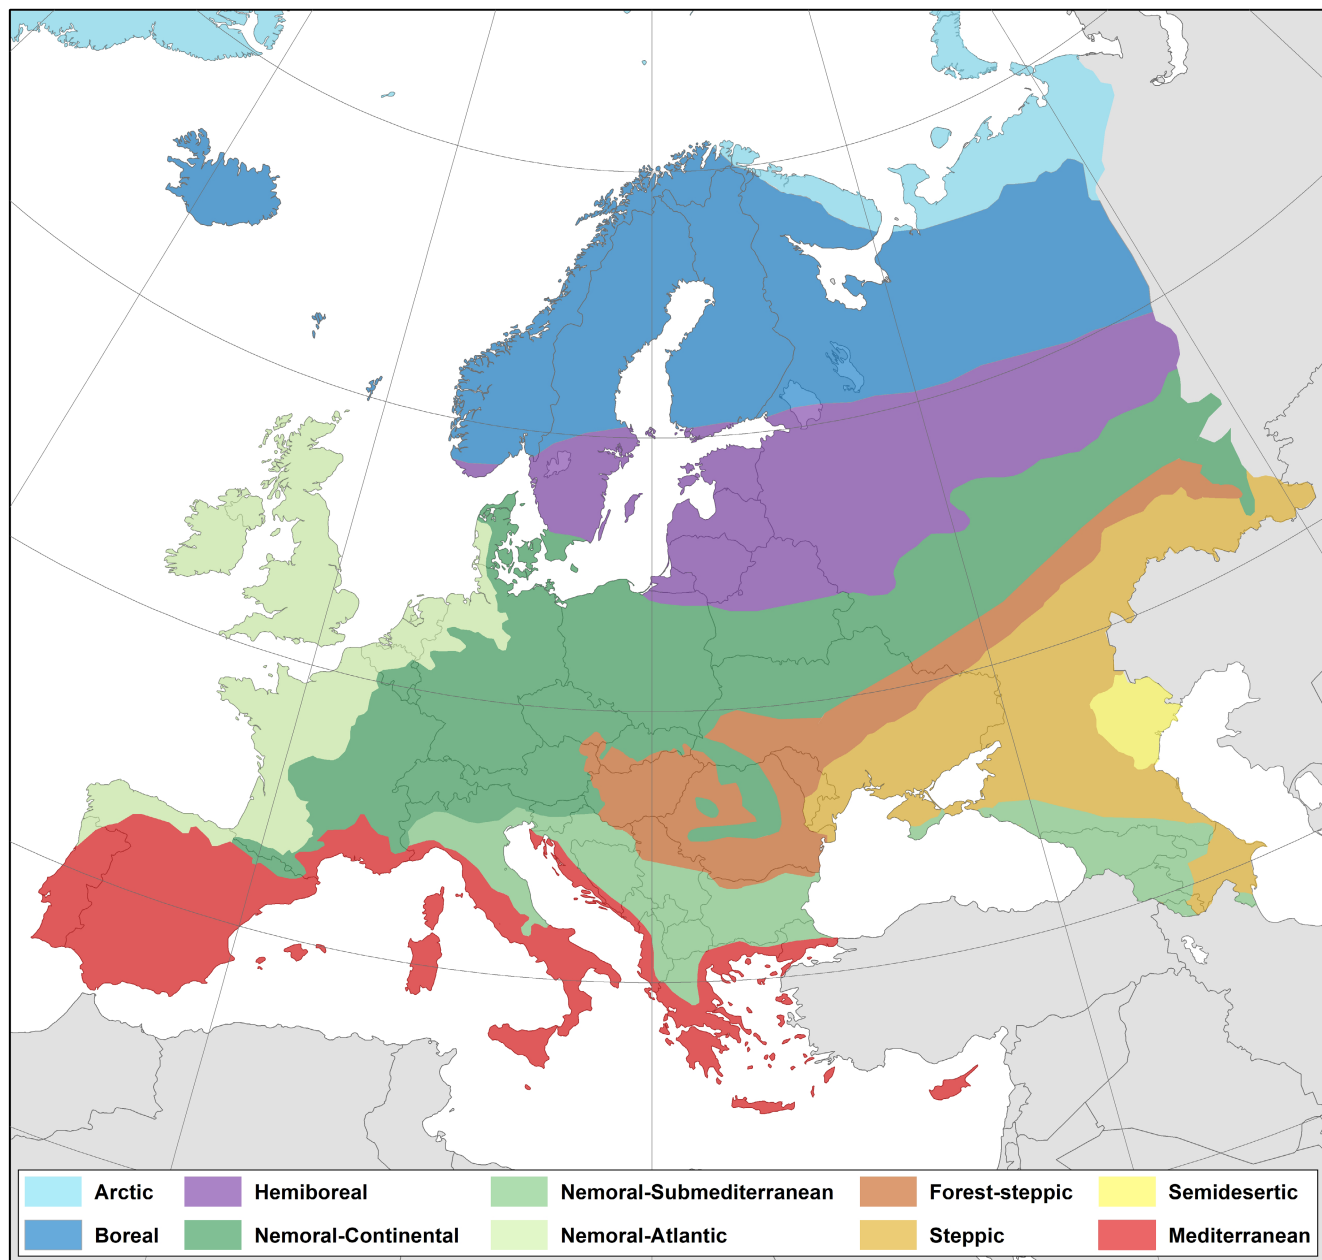 Arctic Hemiboreal Nemoral-Submediterranean Forest-steppic Semidesertic
Boreal Nemoral-Continental Nemoral-Atlantic Steppic Mediterranean